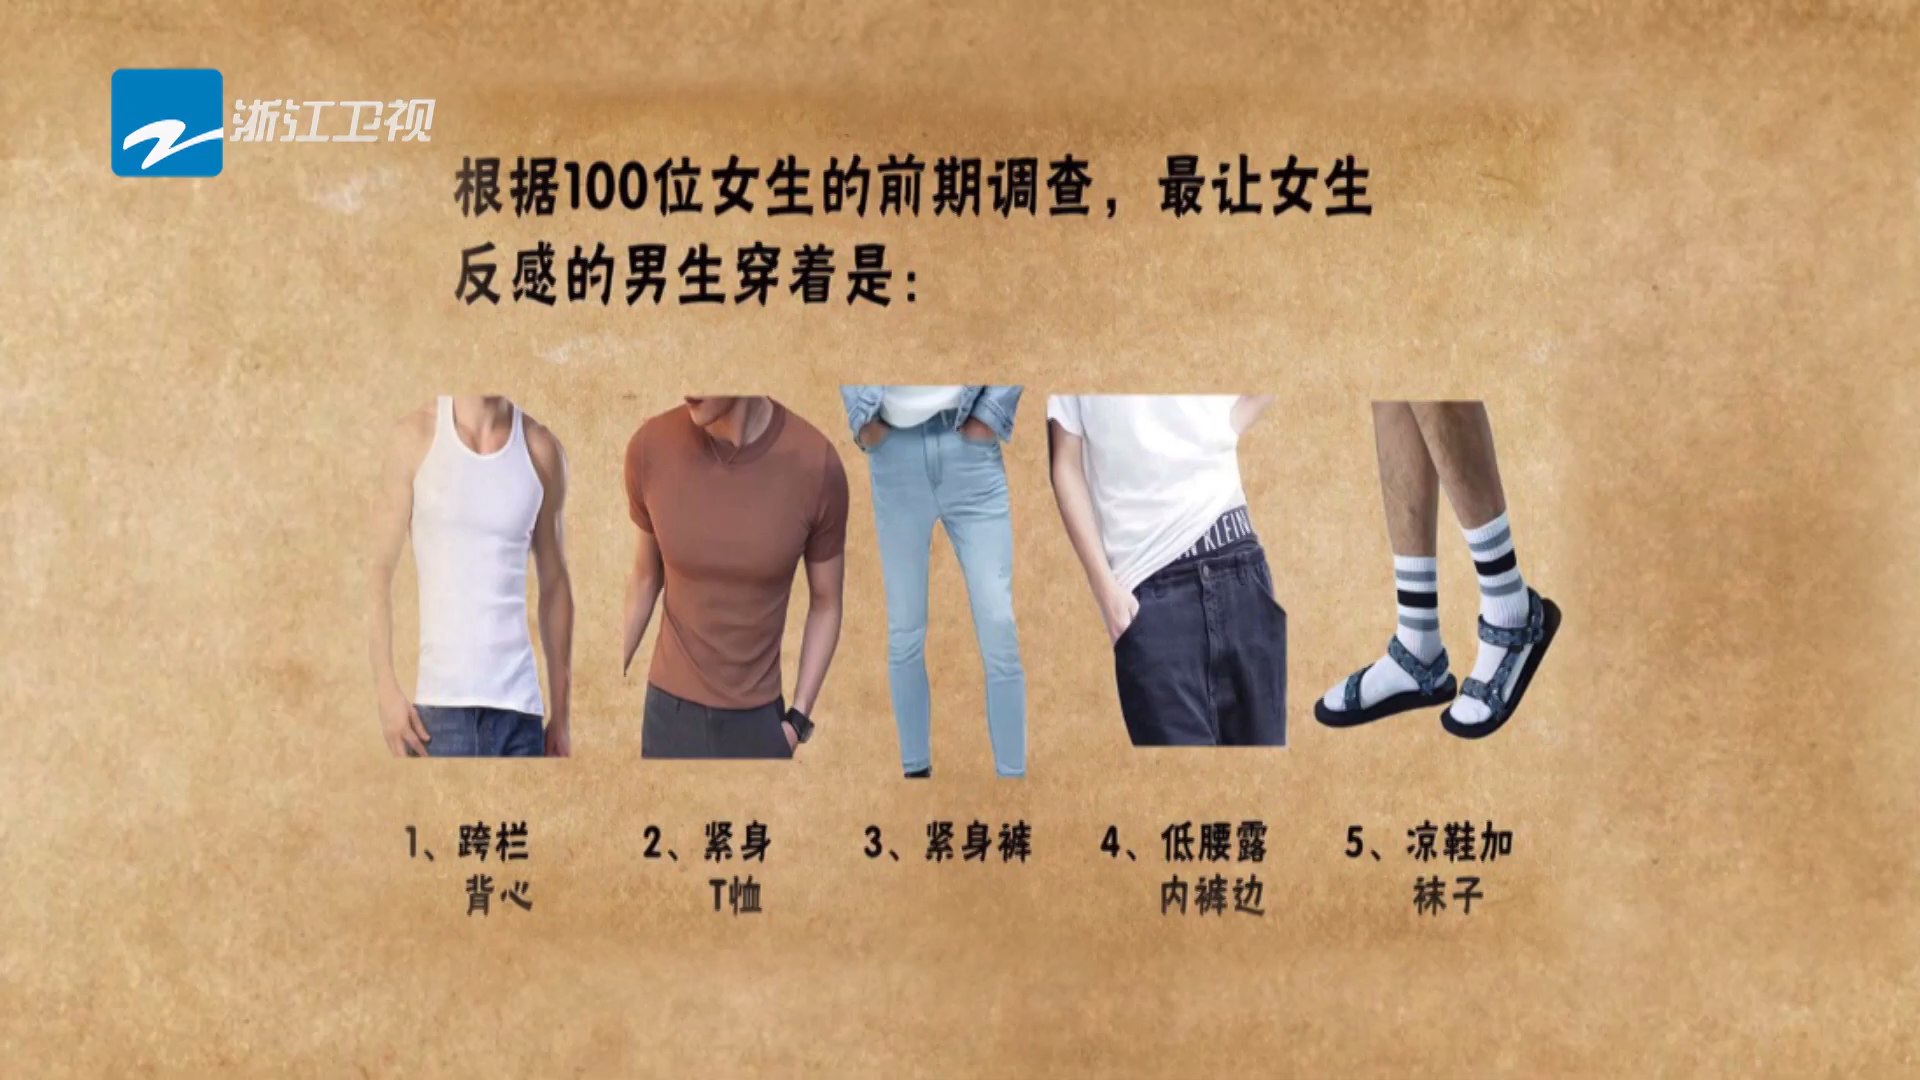 浙江卫视
根据100位女生的前期调查，最让女生
反感的男生穿着是：
KLEIN
1、跨栏
背心
2、紧身
T恤
3、紧身裤
4、低腰露
内裤边
5、凉鞋加
袜子